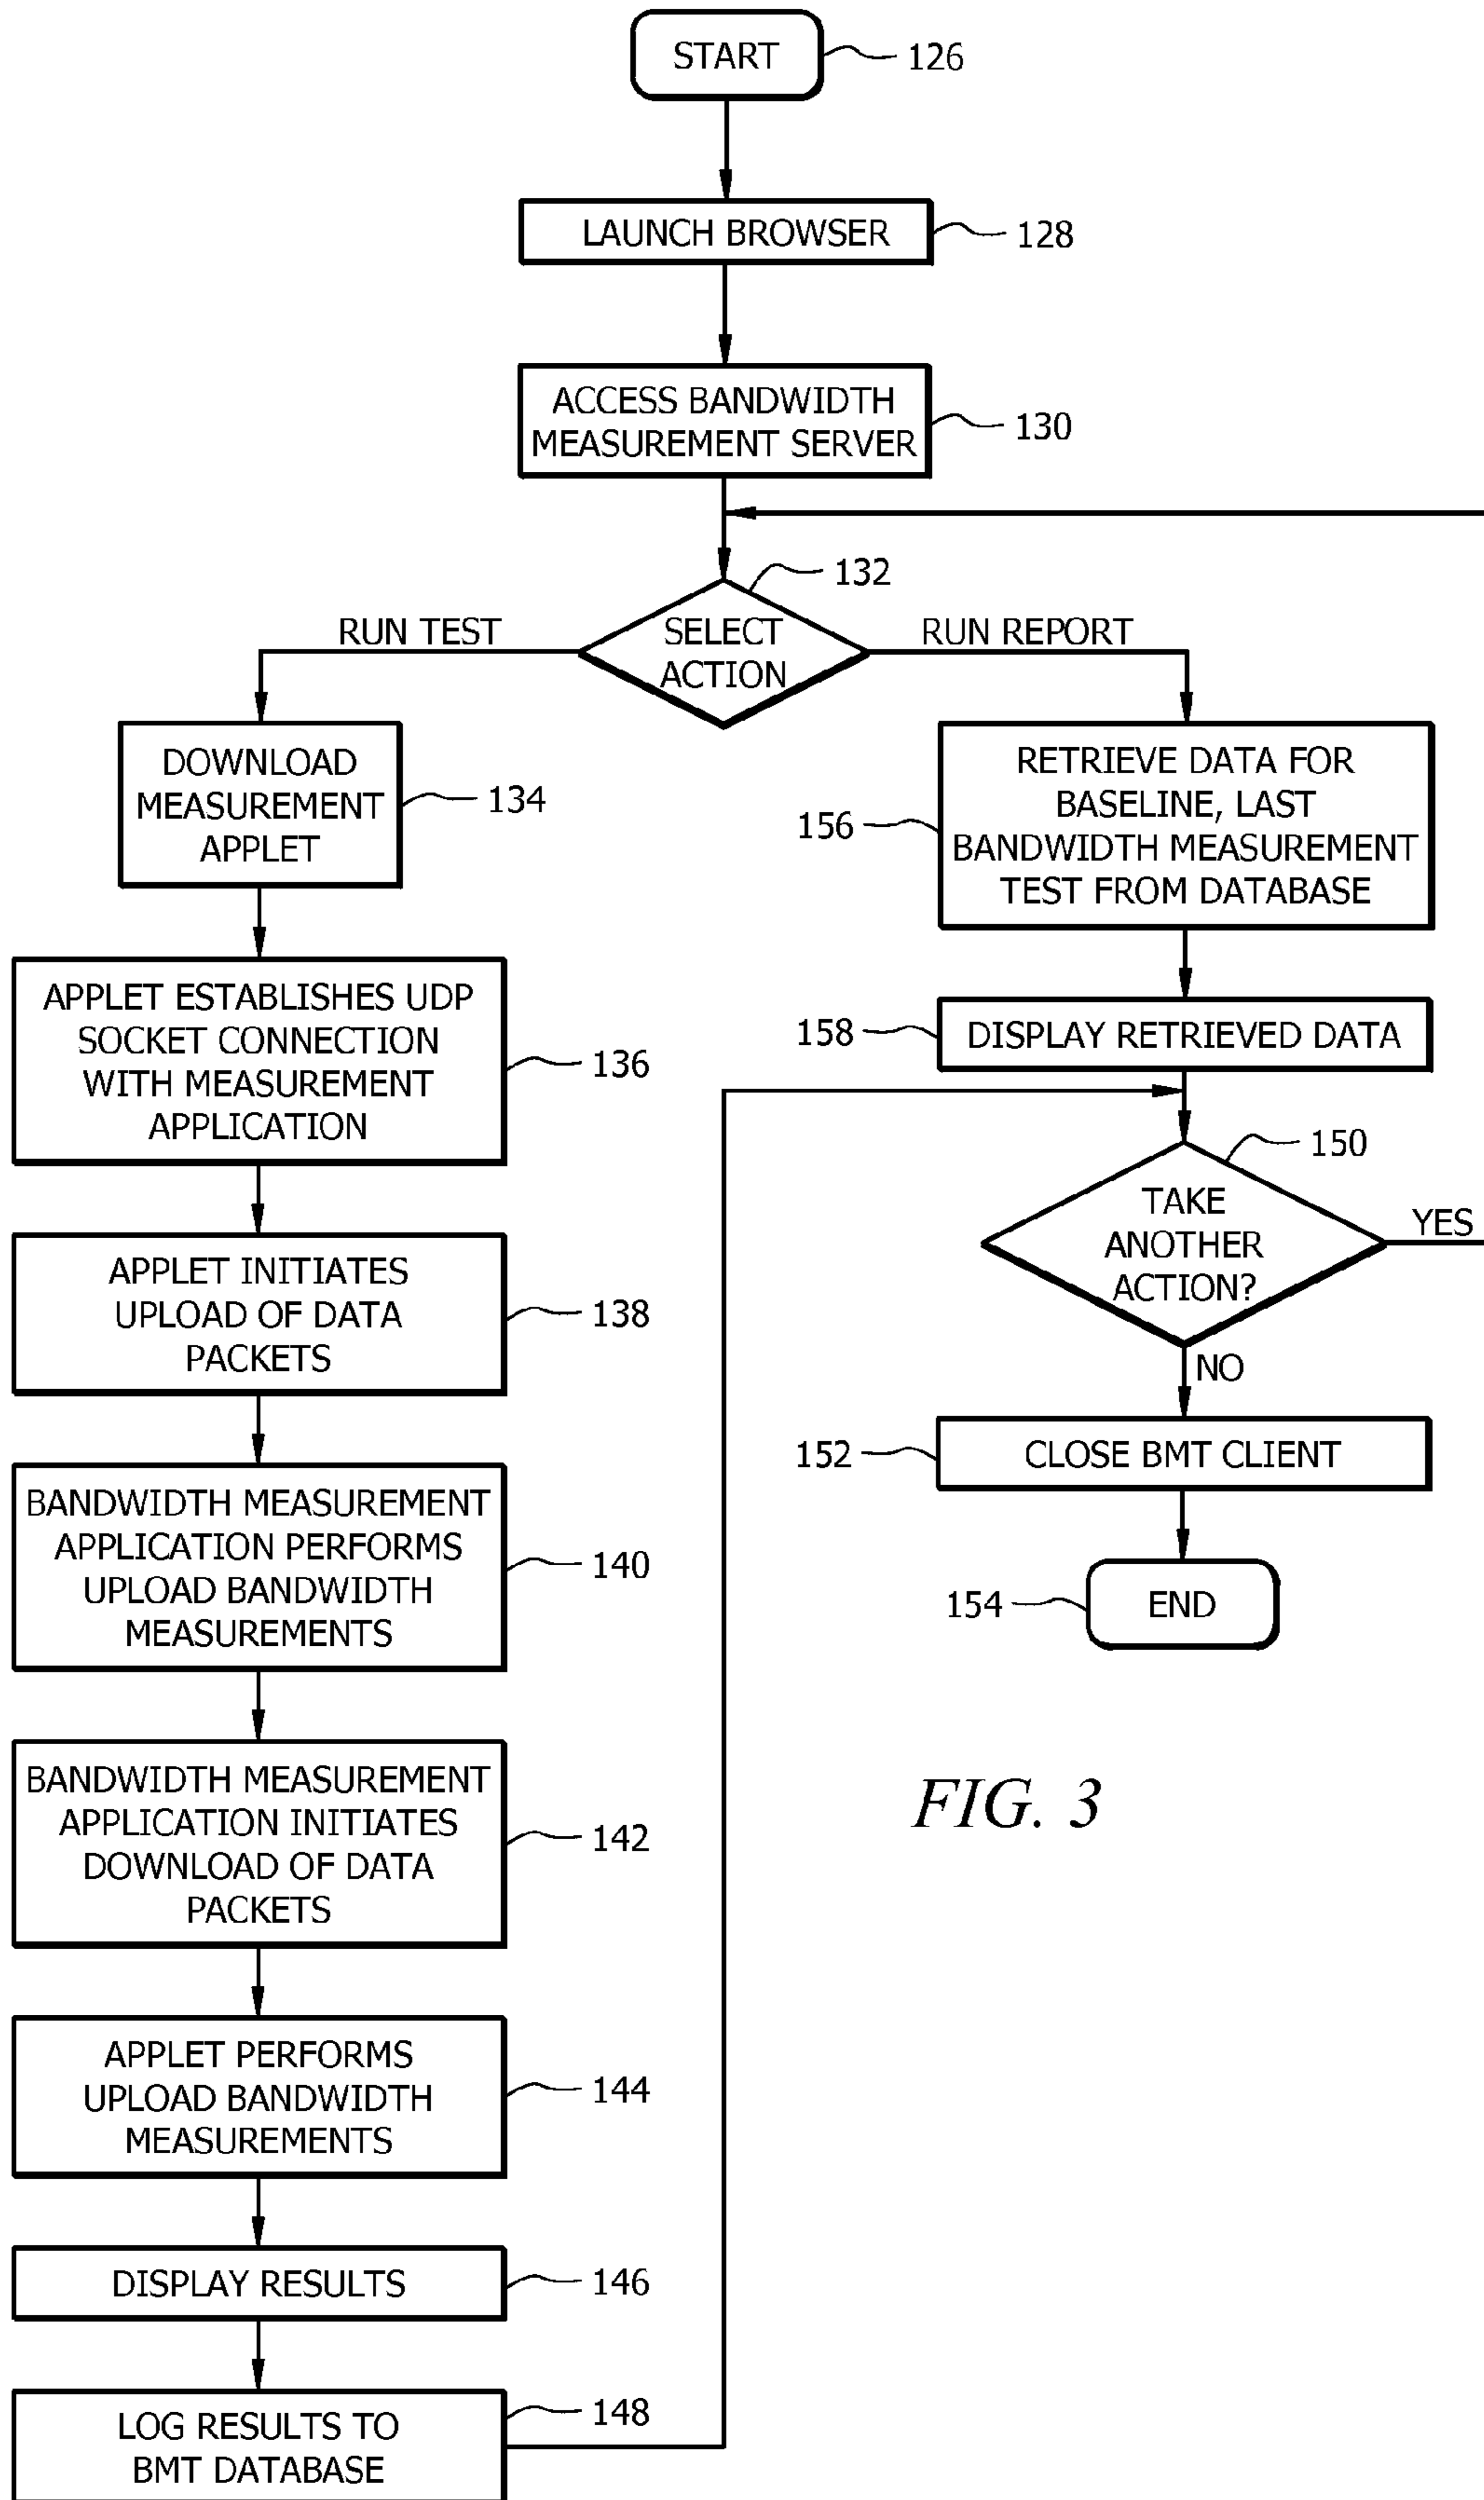 START
126
LAUNCH BROWSER
128
ACCESS BANDWIDTH
MEASUREMENT SERVER
130
132
SELECT
ACTION
RUN TEST
RUN REPORT
DOWNLOAD
MEASUREMENT
APPLET
134
APPLET ESTABLISHES UDP
SOCKET CONNECTION
WITH MEASUREMENT
APPLICATION
136
APPLET INITIATES
UPLOAD OF DATA
PACKETS
138
BANDWIDTH MEASUREMENT
APPLICATION PERFORMS
UPLOAD BANDWIDTH
MEASUREMENTS
140
BANDWIDTH MEASUREMENT
APPLICATION INITIATES
DOWNLOAD OF DATA
PACKETS
142
APPLET PERFORMS
UPLOAD BANDWIDTH
MEASUREMENTS
144
DISPLAY RESULTS
146
LOG RESULTS TO
BMT DATABASE
148
156
RETRIEVE DATA FOR
BASELINE, LAST
BANDWIDTH MEASUREMENT
TEST FROM DATABASE
158
DISPLAY RETRIEVED DATA
150
TAKE
ANOTHER
ACTION?
YES
NO
152
CLOSE BMT CLIENT
154
END
FIG. 3